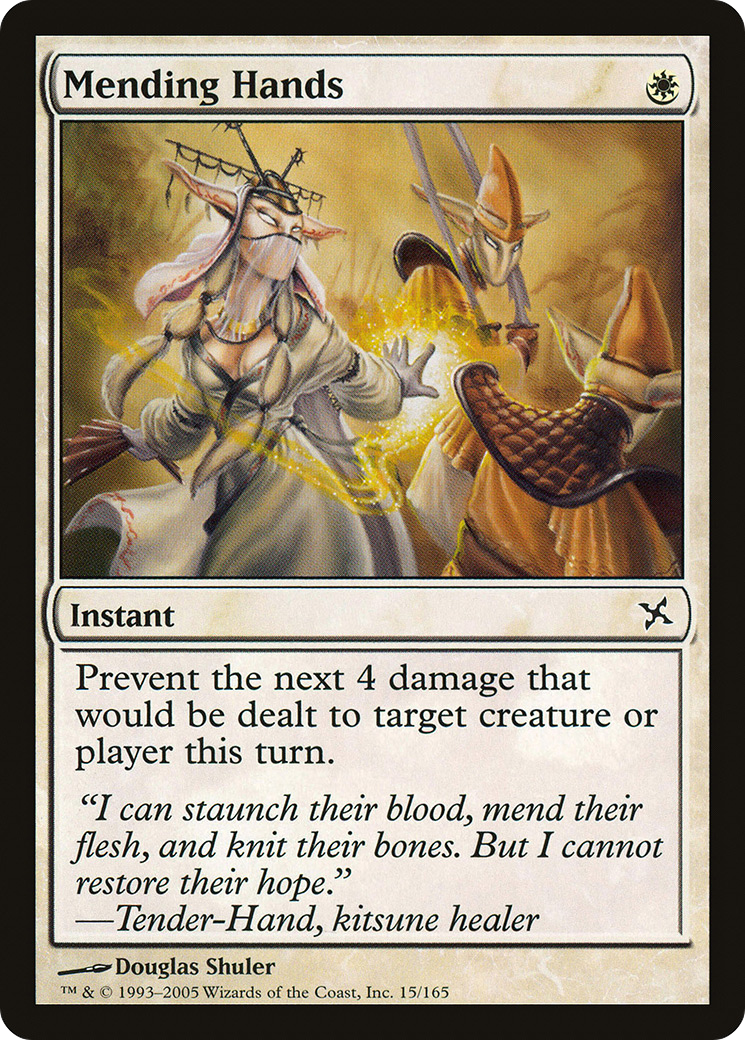 Mending Hands
Instant
Prevent the next 4 damage that
would be dealt to target creature or
player this turn.
“I can staunch their blood, mend their
flesh, and knit their bones. But I cannot
restore their hope.”
—Tender-Hand, kitsune healer
Douglas Shuler
™ & © 1993–2005 Wizards of the Coast, Inc. 15/165